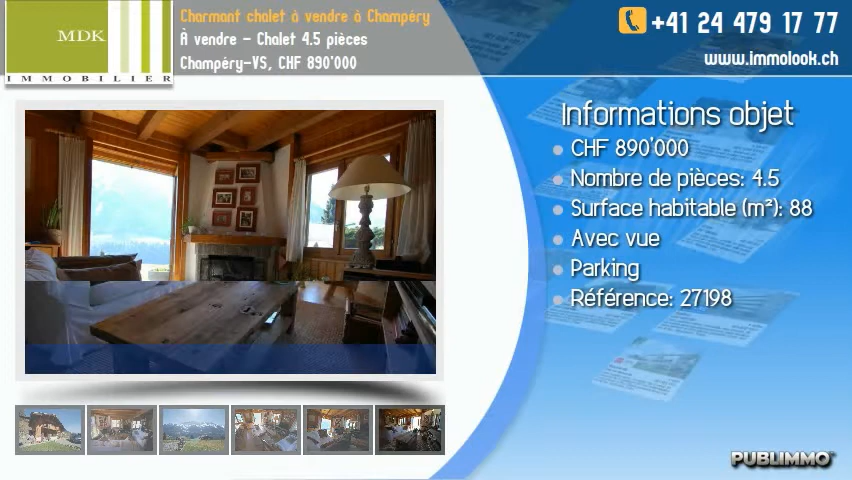 MDK
IMMOBILIER
Charmant chalet à vendre à Champéry
À vendre - Chalet 4.5 pièces
Champéry-VS, CHF 890'000
+41 24 479 17 77
www.immolook.ch
Informations objet
CHF 890'000
Nombre de pièces: 4.5
Surface habitable (m²): 88
Avec vue
Parking
Référence: 27198
PUBLIMMO